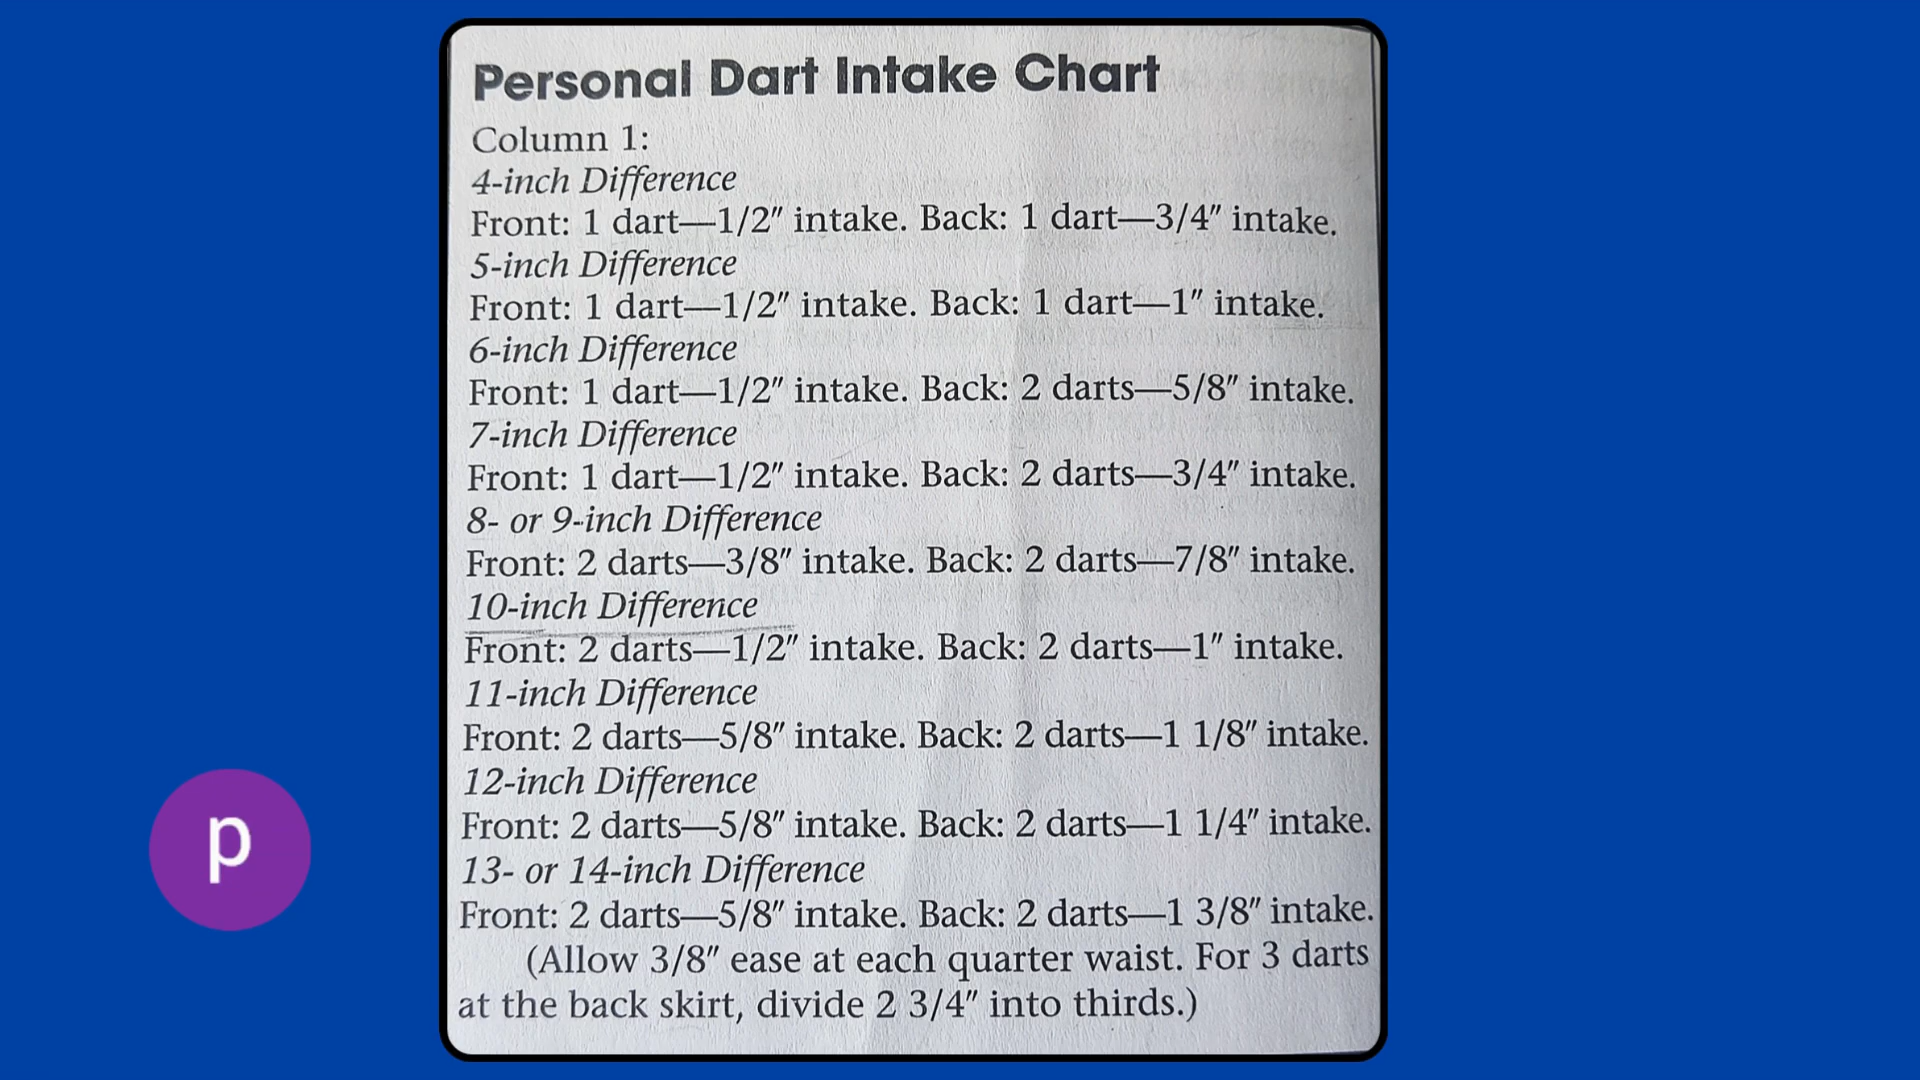 Personal Dart Intake Chart
Column 1:
4-inch Difference
Front: 1 dart—1/2″ intake. Back: 1 dart—3/4″ intake.
5-inch Difference
Front: 1 dart—1/2″ intake. Back: 1 dart—1″ intake.
6-inch Difference
Front: 1 dart—1/2″ intake. Back: 2 darts—5/8″ intake.
7-inch Difference
Front: 1 dart—1/2″ intake. Back: 2 darts—3/4″ intake.
8- or 9-inch Difference
Front: 2 darts—3/8″ intake. Back: 2 darts—7/8″ intake.
10-inch Difference
Front: 2 darts—1/2″ intake. Back: 2 darts—1″ intake.
11-inch Difference
Front: 2 darts—5/8″ intake. Back: 2 darts—1 1/8″ intake.
12-inch Difference
Front: 2 darts—5/8″ intake. Back: 2 darts—1 1/4″ intake.
13- or 14-inch Difference
Front: 2 darts—5/8″ intake. Back: 2 darts—1 3/8″ intake.
(Allow 3/8″ ease at each quarter waist. For 3 darts
at the back skirt, divide 2 3/4″ into thirds.)
p